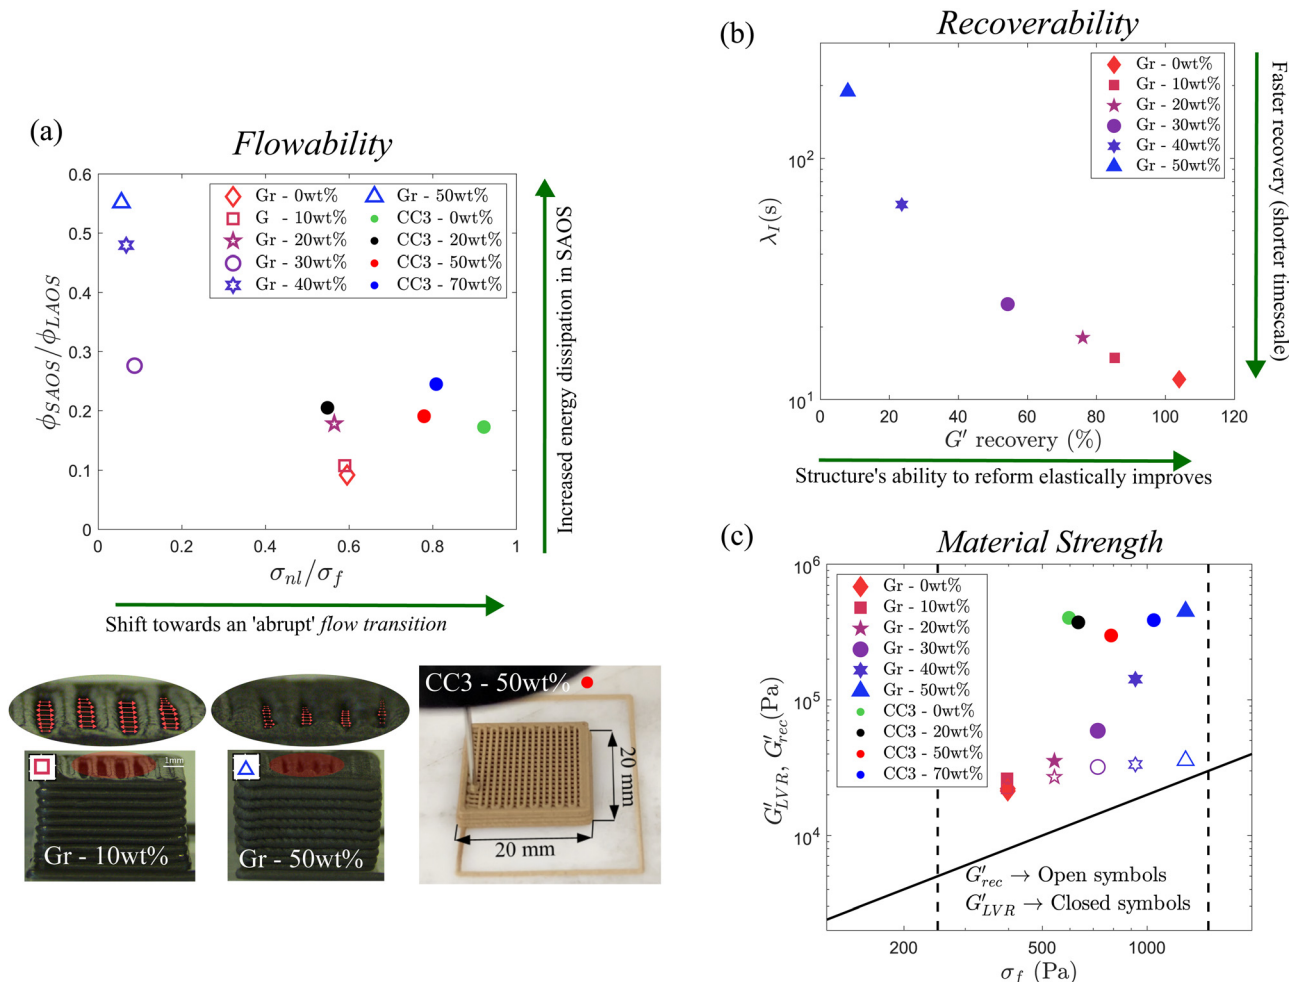 (a)
Flowability
0.6
0.5
0.4
0.3
0.2
0.1
0
0
0.2
0.4
0.6
0.8
1
ϕSAOS/ϕLAOS
σnl/σf
Gr - 0wt%
G - 10wt%
Gr - 20wt%
Gr - 30wt%
Gr - 40wt%
Gr - 50wt%
CC3 - 0wt%
CC3 - 20wt%
CC3 - 50wt%
CC3 - 70wt%
Increased energy dissipation in SAOS
Shift towards an 'abrupt' flow transition
1mm
Gr - 10wt%
Gr - 50wt%
CC3 - 50wt%
20 mm
20 mm
(b)
Recoverability
10²
10¹
0
20
40
60
80
100
120
λI(s)
G′ recovery (%)
Gr - 0wt%
Gr - 10wt%
Gr - 20wt%
Gr - 30wt%
Gr - 40wt%
Gr - 50wt%
Faster recovery (shorter timescale)
Structure's ability to reform elastically improves
(c)
Material Strength
10⁶
10⁵
10⁴
200
500
1000
G′LVR, G′rec(Pa)
σf (Pa)
Gr - 0wt%
Gr - 10wt%
Gr - 20wt%
Gr - 30wt%
Gr - 40wt%
Gr - 50wt%
CC3 - 0wt%
CC3 - 20wt%
CC3 - 50wt%
CC3 - 70wt%
G′rec → Open symbols
G′LVR → Closed symbols